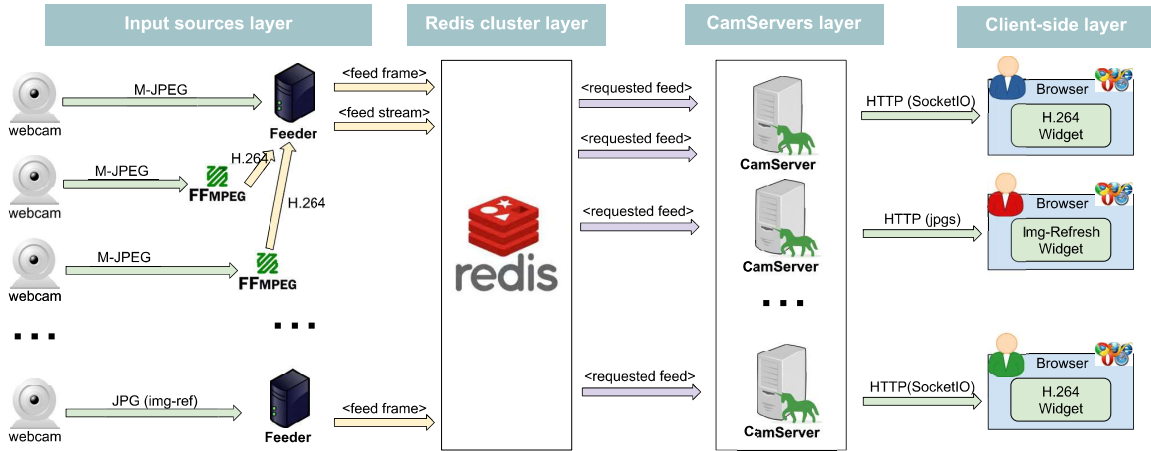 Input sources layer
Redis cluster layer
CamServers layer
Client-side layer
M-JPEG
webcam
Feeder
<feed frame>
<feed stream>
M-JPEG
webcam
FFMPEG
H.264
H.264
M-JPEG
webcam
FFMPEG
...
...
JPG (img-ref)
webcam
Feeder
<feed frame>
redis
<requested feed>
<requested feed>
<requested feed>
<requested feed>
CamServer
CamServer
...
CamServer
HTTP (SocketIO)
HTTP (jpgs)
HTTP(SocketIO)
Browser
H.264
Widget
Browser
Img-Refresh
Widget
Browser
H.264
Widget